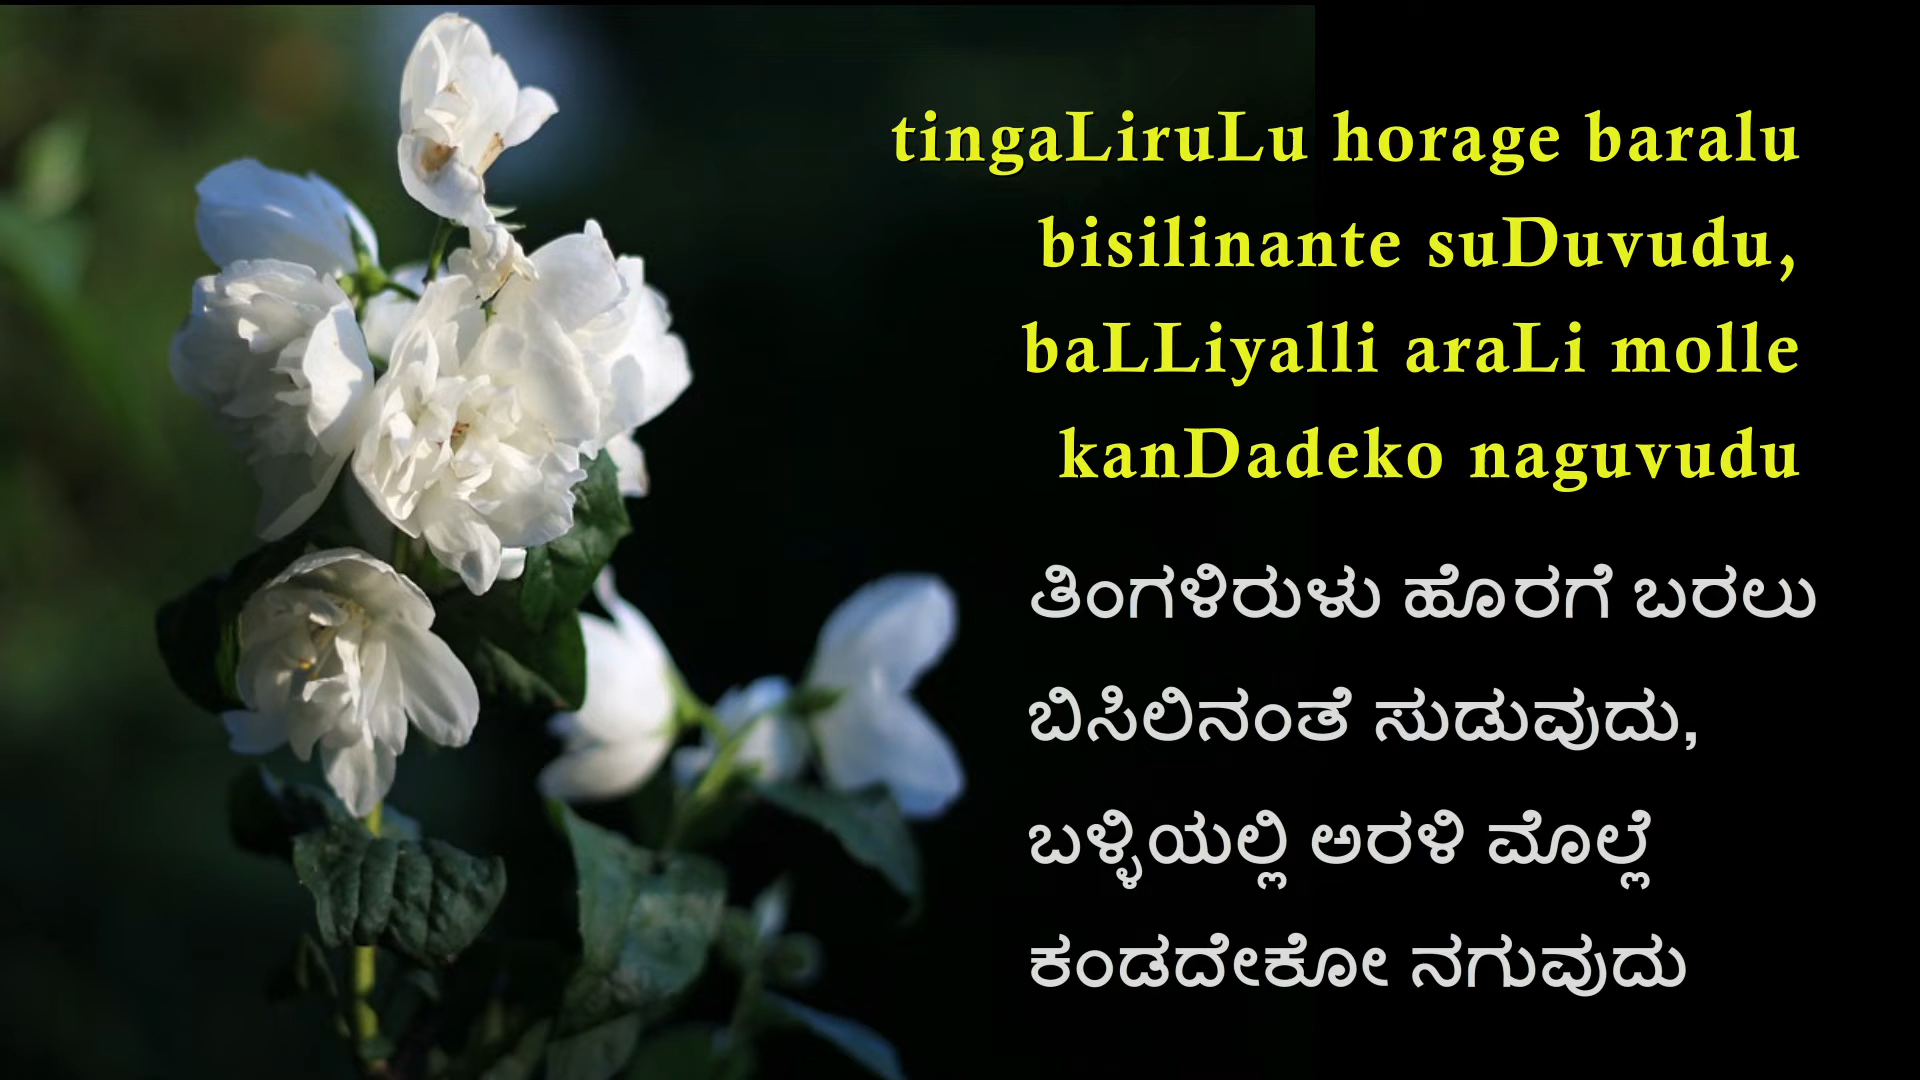 tingaLiruLu horage baralu
bisilinante suDuvudu,
baLLiyalli araLi molle
kanDadeko naguvudu
ತಿಂಗಳಿರುಳು ಹೊರಗೆ ಬರಲು
ಬಿಸಿಲಿನಂತೆ ಸುಡುವುದು,
ಬಳ್ಳಿಯಲ್ಲಿ ಅರಳಿ ಮೊಲ್ಲೆ
ಕಂಡದೇಕೋ ನಗುವುದು